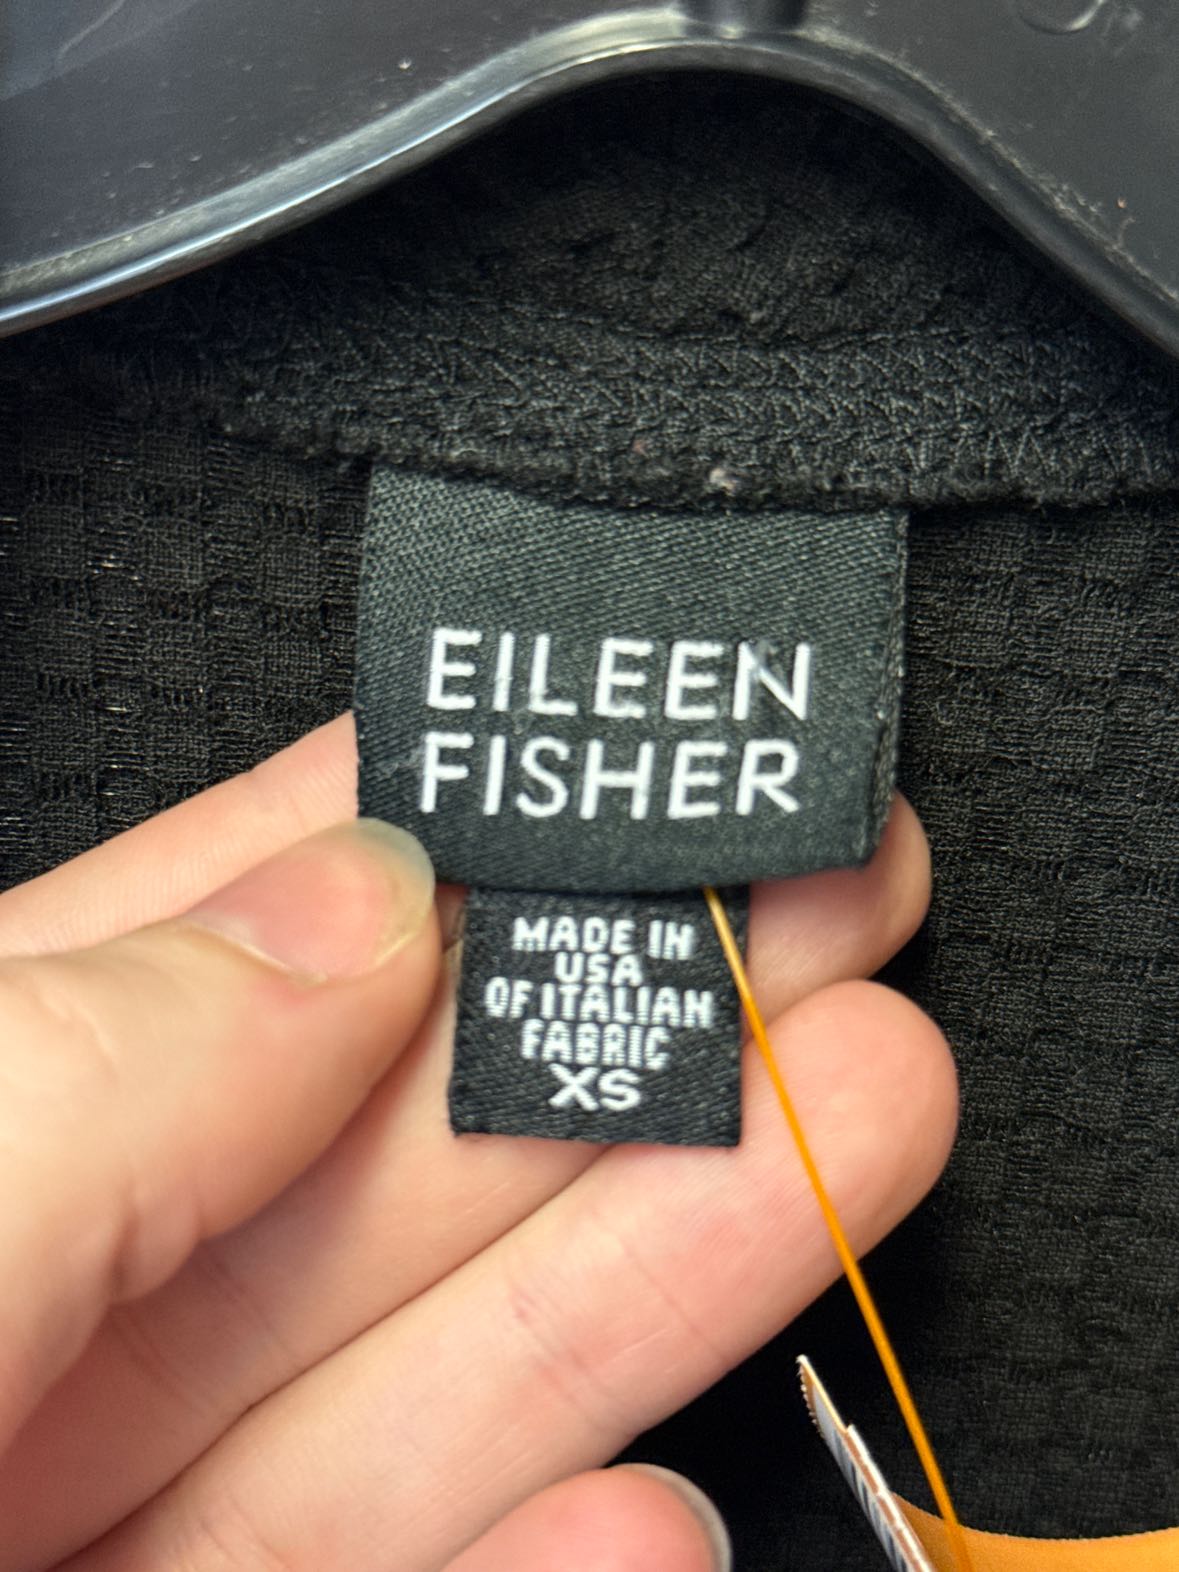 EILEEN
FISHER
MADE IN
USA
OF ITALIAN
FABRIC
XS